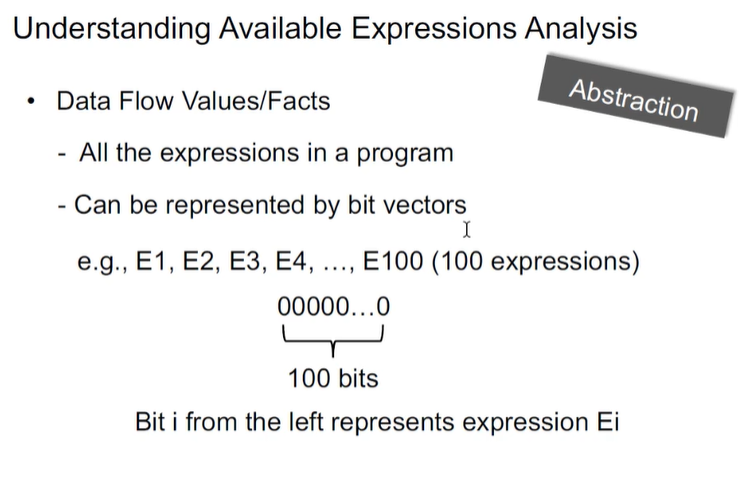 Understanding Available Expressions Analysis
Abstraction
• Data Flow Values/Facts
- All the expressions in a program
- Can be represented by bit vectors
e.g., E1, E2, E3, E4, …, E100 (100 expressions)
00000…0
100 bits
Bit i from the left represents expression Ei